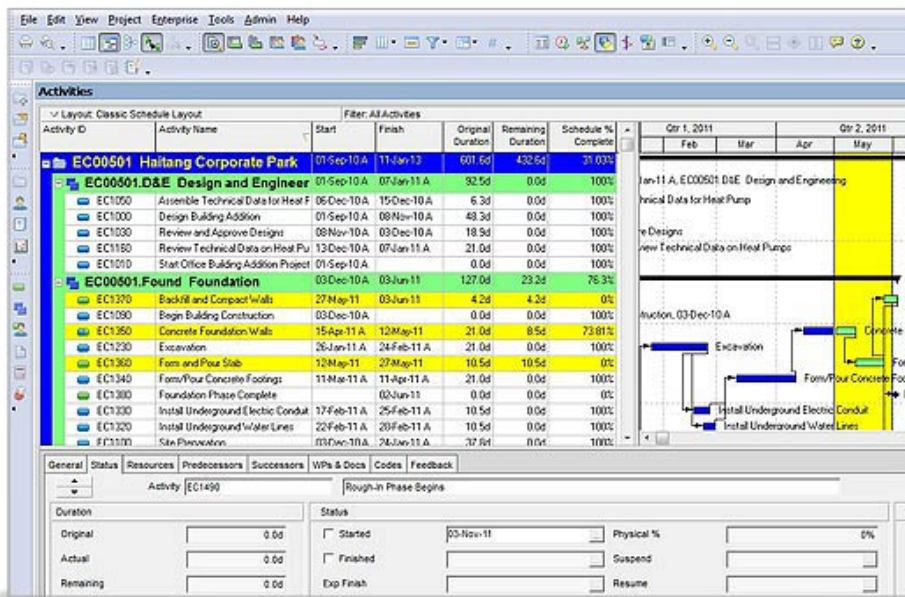 File Edit View Project Enterprise Tools Admin Help
Activities
Layout: Classic Schedule Layout Filter: All Activities
Activity ID Activity Name Start Finish Original Duration Remaining Duration Schedule % Complete Qtr 1, 2011 Qtr 2, 2011
Feb Mar Apr May
EC00501 Haitang Corporate Park 01-Sep-10 A 11-Jan-13 601.6d 432.6d 31.03%
EC00501.D&E Design and Engineer 01-Sep-10 A 07-Jan-11 A 92.5d 0.0d 100% Jan-11 A, EC00501.D&E Design and Engineering
EC1050 Assemble Technical Data for Heat F 06-Dec-10 A 15-Dec-10 A 6.3d 0.0d 100% hnical Data for Heat Pump
EC1000 Design Building Addition 01-Sep-10 A 08-Nov-10 A 48.3d 0.0d 100%
EC1030 Review and Approve Designs 08-Nov-10 A 03-Dec-10 A 18.9d 0.0d 100% e Designs
EC1160 Review Technical Data on Heat Pu 13-Dec-10 A 07-Jan-11 A 21.0d 0.0d 100% view Technical Data on Heat Pumps
EC1010 Start Office Building Addition Project 01-Sep-10 A 0.0d 0.0d 100%
EC00501.Found Foundation 03-Dec-10 A 03-Jun-11 127.0d 23.2d 76.3%
EC1370 Backfill and Compact Walls 27-May-11 03-Jun-11 4.2d 4.2d 0%
EC1090 Begin Building Construction 03-Dec-10 A 0.0d 0.0d 100% truction, 03-Dec-10 A
EC1350 Concrete Foundation Walls 15-Apr-11 A 12-May-11 21.0d 8.5d 73.81% Concrete
EC1230 Excavation 26-Jan-11 A 24-Feb-11 A 21.0d 0.0d 100% Excavation
EC1360 Form and Pour Slab 12-May-11 27-May-11 10.5d 10.5d 0% Fo
EC1340 Form/Pour Concrete Footings 11-Mar-11 A 11-Apr-11 A 21.0d 0.0d 100% Form/Pour Concrete Foo
EC1380 Foundation Phase Complete 02-Jun-11 0.0d 0.0d 0%
EC1330 Install Underground Electric Conduit 17-Feb-11 A 25-Feb-11 A 10.5d 0.0d 100% Install Underground Electric Conduit
EC1320 Install Underground Water Lines 22-Feb-11 A 28-Feb-11 A 10.5d 0.0d 100% Install Underground Water Lines
EC1100 Site Preparation 03-Dec-10 A 24-Jan-11 A 37.8d 0.0d 100%
General Status Resources Predecessors Successors WPs & Docs Codes Feedback
Activity EC1490 Rough-In Phase Begins
Duration Status
Original 0.0d Started 03-Nov-11 Physical % 0%
Actual 0.0d Finished Suspend
Remaining 0.0d Exp Finish Resume